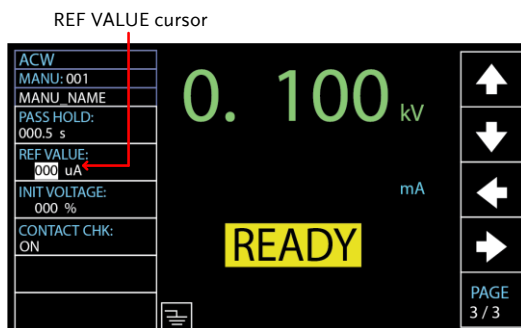 REF VALUE cursor
ACW
MANU: 001
MANU_NAME
PASS HOLD:
000.5 s
REF VALUE:
000 uA
INIT VOLTAGE:
000 %
CONTACT CHK:
ON
0. 100 kV
mA
READY
PAGE
3 / 3